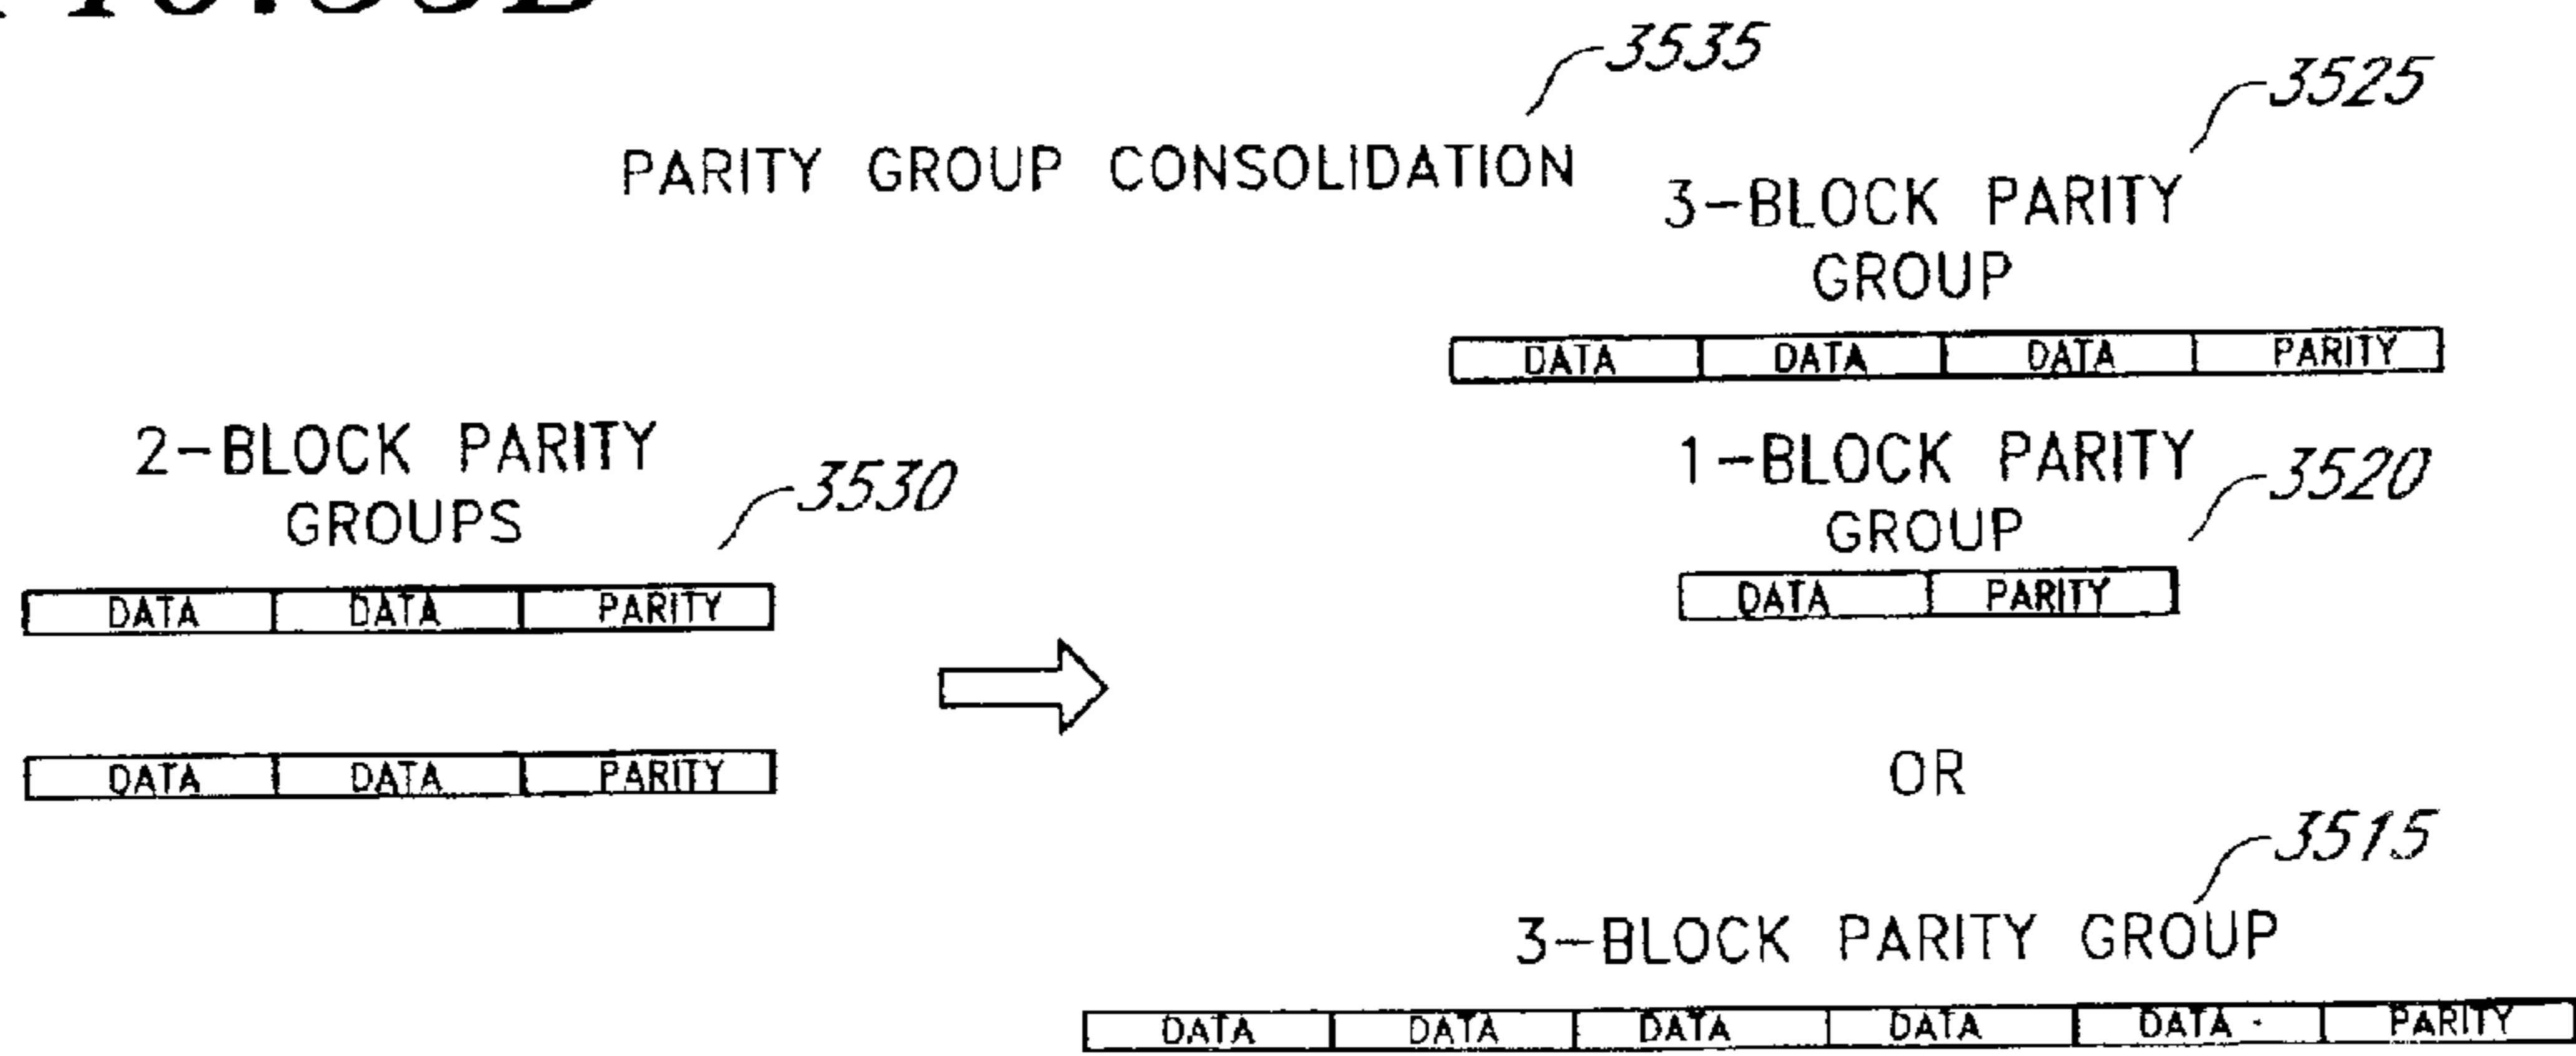 FIG. 35B
3535
3525
PARITY GROUP CONSOLIDATION
3-BLOCK PARITY
GROUP
DATA DATA DATA PARITY
2-BLOCK PARITY
GROUPS
3530
1-BLOCK PARITY
GROUP
3520
DATA DATA PARITY
DATA PARITY
DATA DATA PARITY
OR
3515
3-BLOCK PARITY GROUP
DATA DATA DATA DATA DATA PARITY